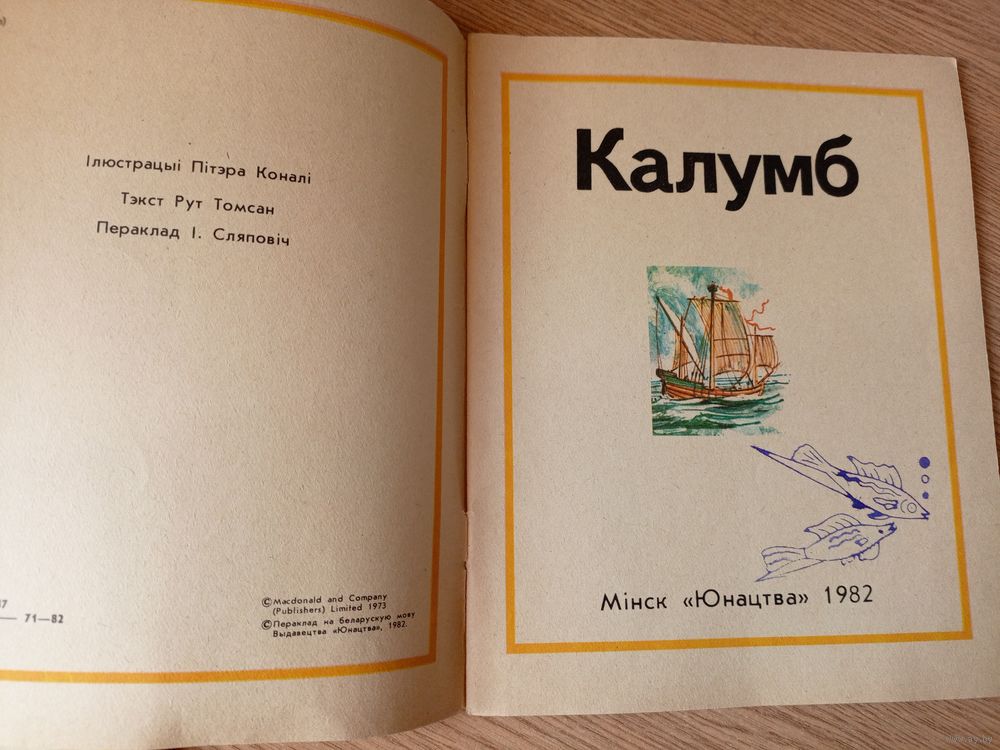 Ілюстрацыі Пітэра Коналі
Тэкст Рут Томсан
Пераклад І. Сляповіч
71—82
© Macdonald and Company
(Publishers) Limited 1973
© Пераклад на беларускую мову
Выдавецтва «Юнацтва», 1982.
Калумб
Мінск «Юнацтва» 1982